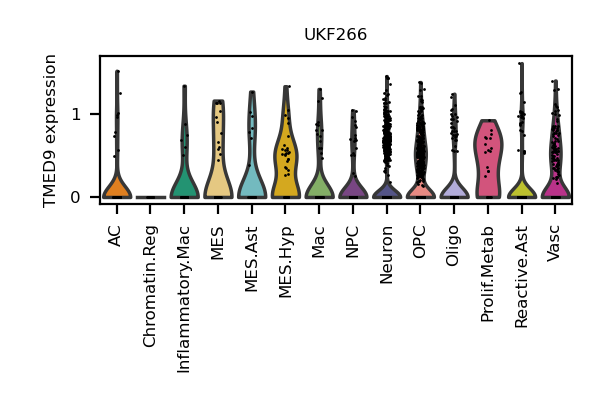 UKF266
TMED9 expression
1
0
AC
Chromatin.Reg
Inflammatory.Mac
MES
MES.Ast
MES.Hyp
Mac
NPC
Neuron
OPC
Oligo
Prolif.Metab
Reactive.Ast
Vasc